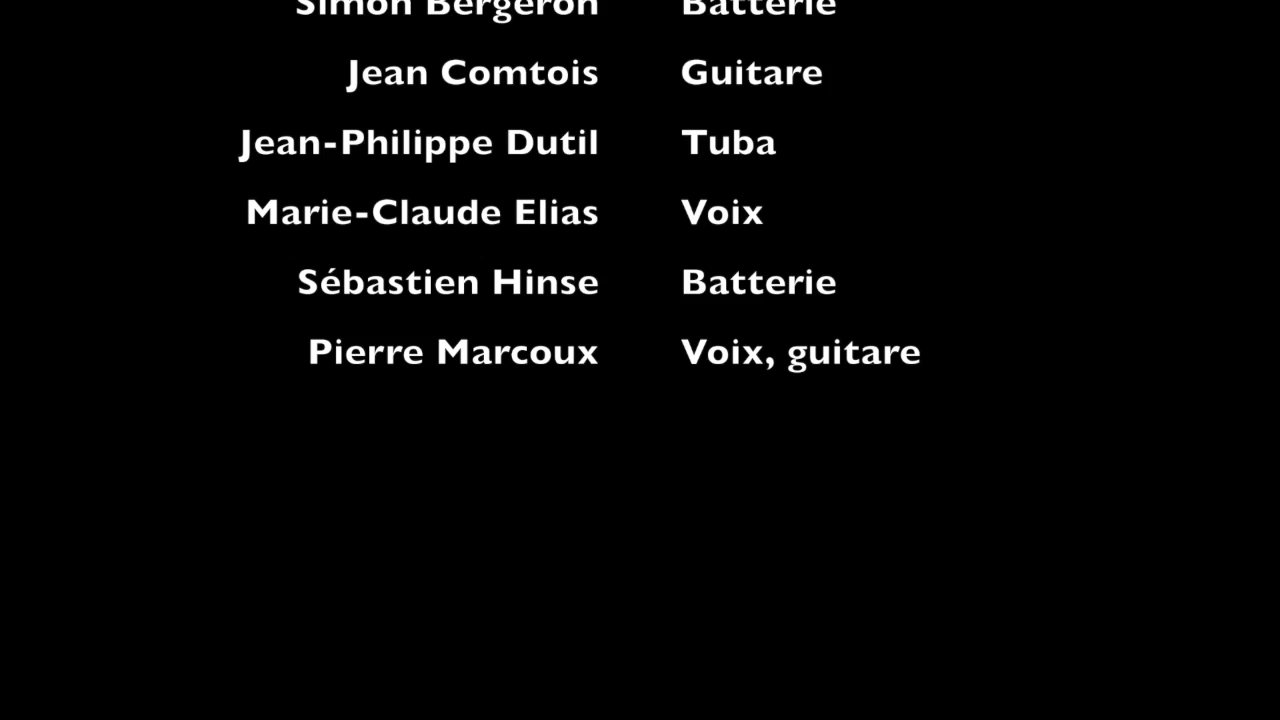 Simon Bergeron Batterie
Jean Comtois Guitare
Jean-Philippe Dutil Tuba
Marie-Claude Elias Voix
Sébastien Hinse Batterie
Pierre Marcoux Voix, guitare